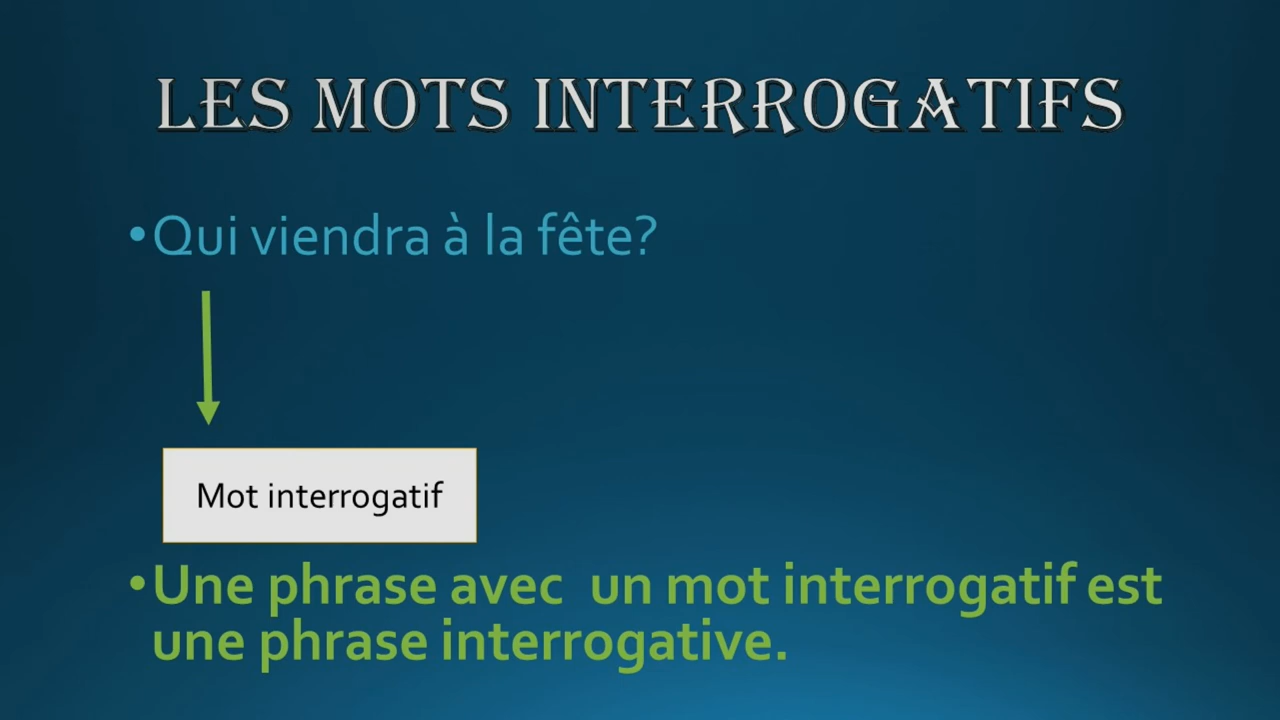 LES MOTS INTERROGATIFS
•Qui viendra à la fête?
Mot interrogatif
•Une phrase avec  un mot interrogatif est
une phrase interrogative.